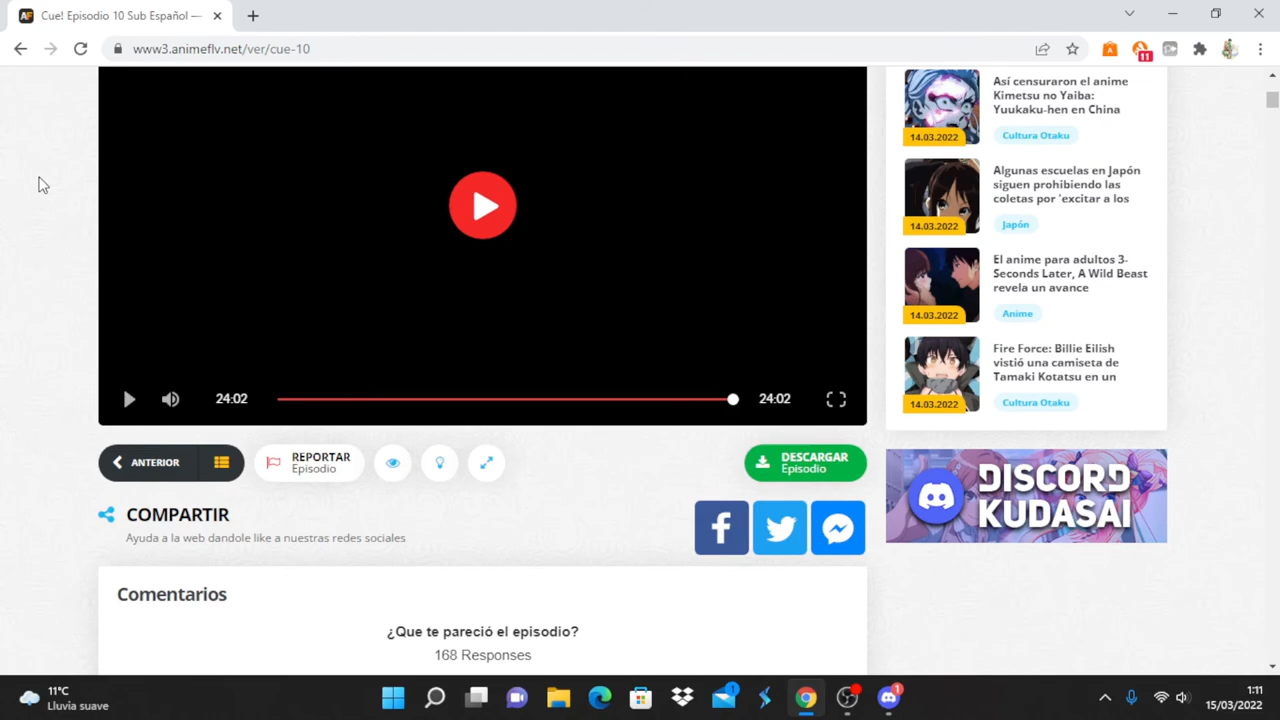 Cue! Episodio 10 Sub Español —
www3.animeflv.net/ver/cue-10
11
24:02
24:02
ANTERIOR
REPORTAR
Episodio
DESCARGAR
Episodio
COMPARTIR
Ayuda a la web dandole like a nuestras redes sociales
Comentarios
¿Que te pareció el episodio?
168 Responses
Así censuraron el anime
Kimetsu no Yaiba:
Yuukaku-hen en China
14.03.2022
Cultura Otaku
Algunas escuelas en Japón
siguen prohibiendo las
coletas por 'excitar a los
14.03.2022
Japón
El anime para adultos 3-
Seconds Later, A Wild Beast
revela un avance
14.03.2022
Anime
Fire Force: Billie Eilish
vistió una camiseta de
Tamaki Kotatsu en un
14.03.2022
Cultura Otaku
DISCORD
KUDASAI
11°C
Lluvia suave
1
1
1:11
15/03/2022